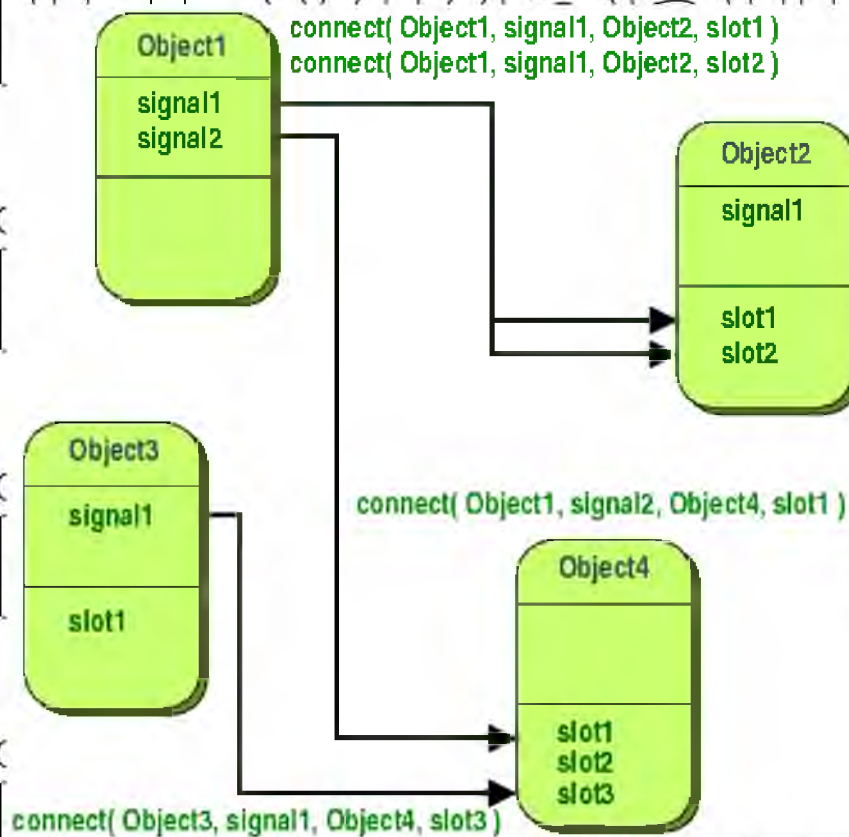 connect( Object1, signal1, Object2, slot1 )
connect( Object1, signal1, Object2, slot2 )
Object1
signal1
signal2
Object2
signal1
slot1
slot2
Object3
signal1
slot1
connect( Object1, signal2, Object4, slot1 )
Object4
slot1
slot2
slot3
connect( Object3, signal1, Object4, slot3 )